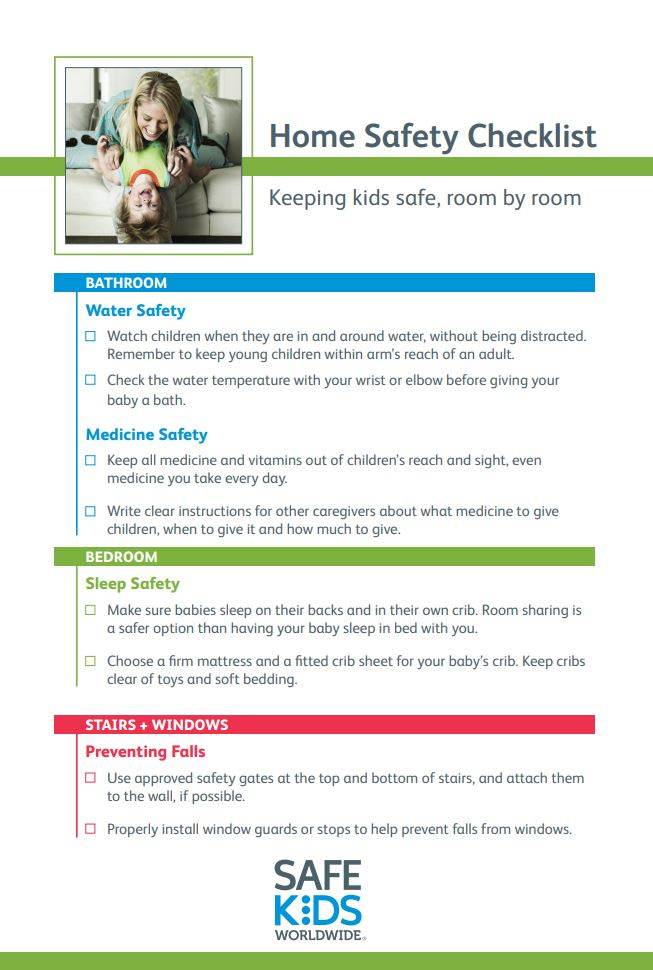 Home Safety Checklist
Keeping kids safe, room by room
BATHROOM
Water Safety
Watch children when they are in and around water, without being distracted.
Remember to keep young children within arm's reach of an adult.
Check the water temperature with your wrist or elbow before giving your
baby a bath.
Medicine Safety
Keep all medicine and vitamins out of children's reach and sight, even
medicine you take every day.
Write clear instructions for other caregivers about what medicine to give
children, when to give it and how much to give.
BEDROOM
Sleep Safety
Make sure babies sleep on their backs and in their own crib. Room sharing is
a safer option than having your baby sleep in bed with you.
Choose a firm mattress and a fitted crib sheet for your baby's crib. Keep cribs
clear of toys and soft bedding.
STAIRS + WINDOWS
Preventing Falls
Use approved safety gates at the top and bottom of stairs, and attach them
to the wall, if possible.
Properly install window guards or stops to help prevent falls from windows.
SAFE
KIDS
WORLDWIDE®